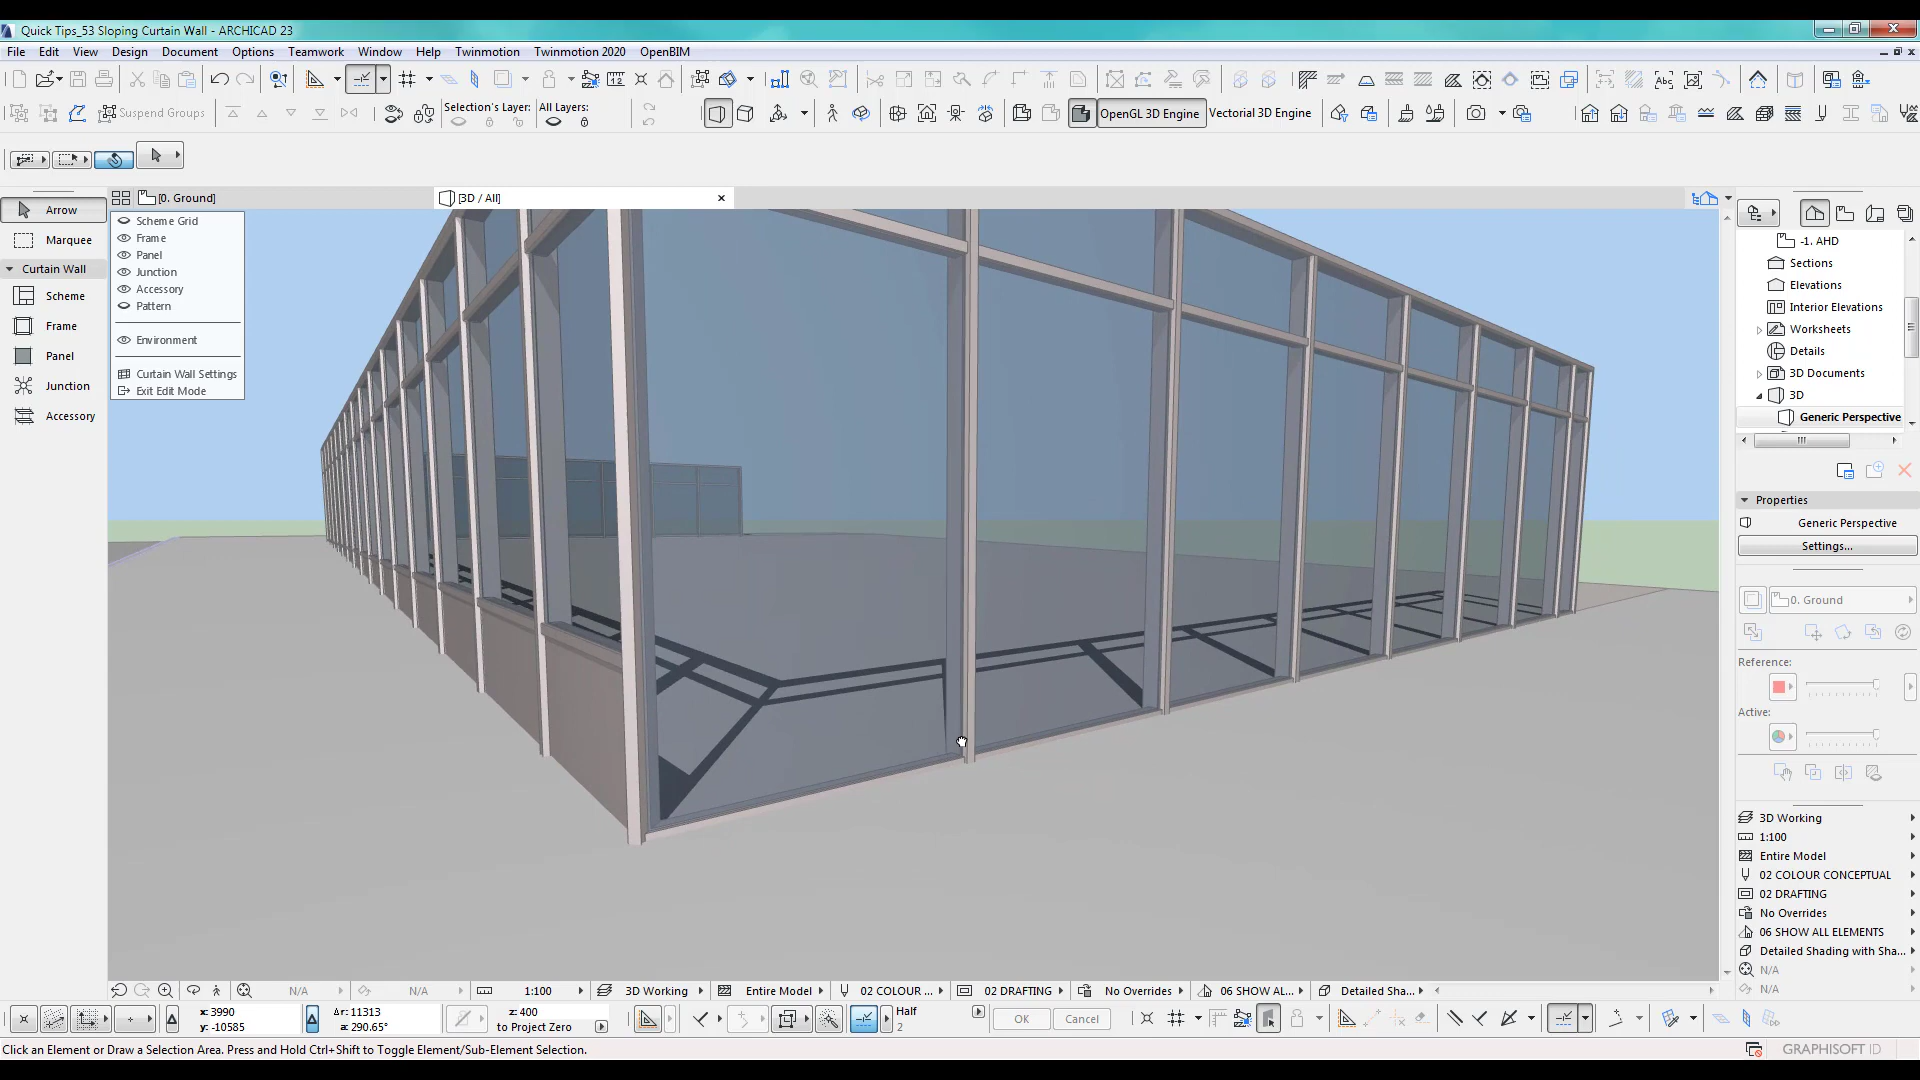 Quick Tips_53 Sloping Curtain Wall - ARCHICAD 23
File Edit View Design Document Options Teamwork Window Help Twinmotion Twinmotion 2020 OpenBIM
Suspend Groups
Selection's Layer: All Layers:
OpenGL 3D Engine Vectorial 3D Engine
[0. Ground] [3D / All]
Arrow
Marquee
Curtain Wall
Scheme
Frame
Panel
Junction
Accessory
Scheme Grid
Frame
Panel
Junction
Accessory
Pattern
Environment
Curtain Wall Settings
Exit Edit Mode
-1. AHD
Sections
Elevations
Interior Elevations
Worksheets
Details
3D Documents
3D
Generic Perspective
Properties
Generic Perspective
Settings...
0. Ground
Reference:
Active:
3D Working
1:100
Entire Model
02 COLOUR CONCEPTUAL
02 DRAFTING
No Overrides
06 SHOW ALL ELEMENTS
Detailed Shading with Sha...
N/A
N/A
N/A N/A 1:100 3D Working Entire Model 02 COLOUR ... 02 DRAFTING No Overrides 06 SHOW AL... Detailed Sha...
x: 3990
y: -10585
Δr: 11313
a: 290.65°
z: 400
to Project Zero
Half
2
OK Cancel
Click an Element or Draw a Selection Area. Press and Hold Ctrl+Shift to Toggle Element/Sub-Element Selection.
GRAPHISOFT ID